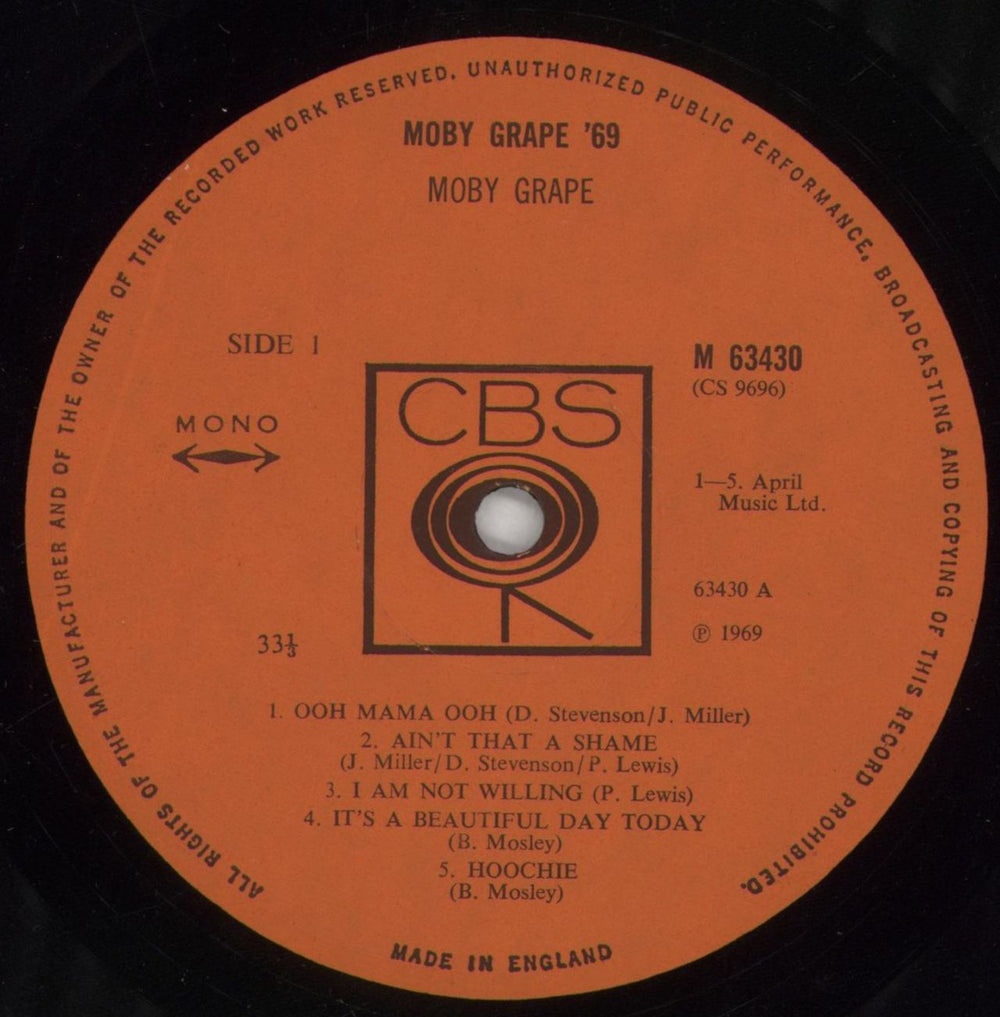 ALL RIGHTS OF THE MANUFACTURER AND OF THE OWNER OF THE RECORDED WORK RESERVED. UNAUTHORIZED PUBLIC PERFORMANCE, BROADCASTING AND COPYING OF THIS RECORD PROHIBITED.
MOBY GRAPE '69
MOBY GRAPE
SIDE 1
M 63430
(CS 9696)
MONO
CBS
1—5. April
Music Ltd.
63430 A
℗ 1969
33⅓
1. OOH MAMA OOH (D. Stevenson/J. Miller)
2. AIN'T THAT A SHAME
(J. Miller/D. Stevenson/P. Lewis)
3. I AM NOT WILLING (P. Lewis)
4. IT'S A BEAUTIFUL DAY TODAY
(B. Mosley)
5. HOOCHIE
(B. Mosley)
MADE IN ENGLAND